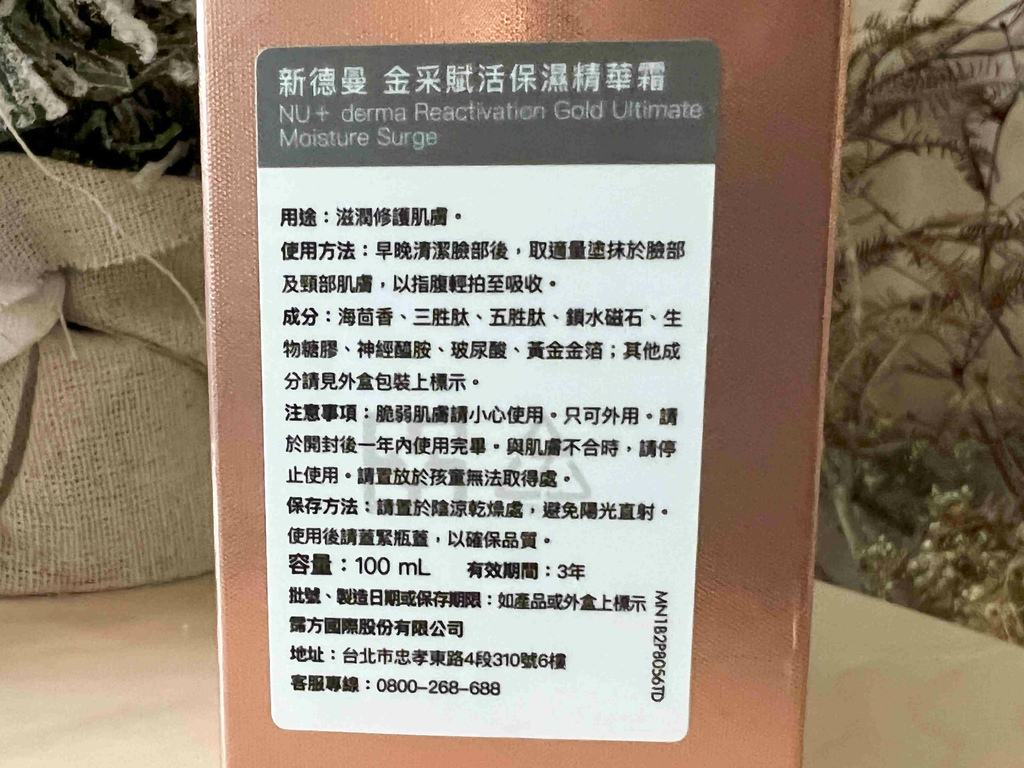 新德曼 金采賦活保濕精華霜
NU+ derma Reactivation Gold Ultimate
Moisture Surge
用途：滋潤修護肌膚。
使用方法：早晚清潔臉部後，取適量塗抹於臉部
及頸部肌膚，以指腹輕拍至吸收。
成分：海茴香、三胜肽、五胜肽、鎖水磁石、生
物糖膠、神經醯胺、玻尿酸、黃金金箔；其他成
分請見外盒包裝上標示。
注意事項：脆弱肌膚請小心使用。只可外用。請
於開封後一年內使用完畢。與肌膚不合時，請停
止使用。請置放於孩童無法取得處。
保存方法：請置於陰涼乾燥處，避免陽光直射。
使用後請蓋緊瓶蓋，以確保品質。
容量：100 mL 有效期間：3年
批號、製造日期或保存期限：如產品或外盒上標示
霺方國際股份有限公司
地址：台北市忠孝東路4段310號6樓
客服專線：0800-268-688
MN182P8056TD